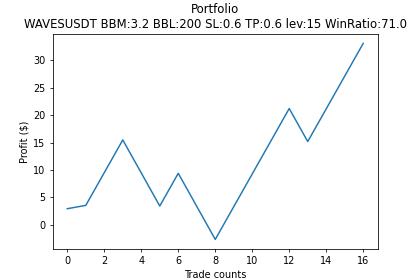 Portfolio
WAVESUSDT BBM:3.2 BBL:200 SL:0.6 TP:0.6 lev:15 WinRatio:71.0
30
25
20
15
10
5
0
Profit ($)
0 2 4 6 8 10 12 14 16
Trade counts